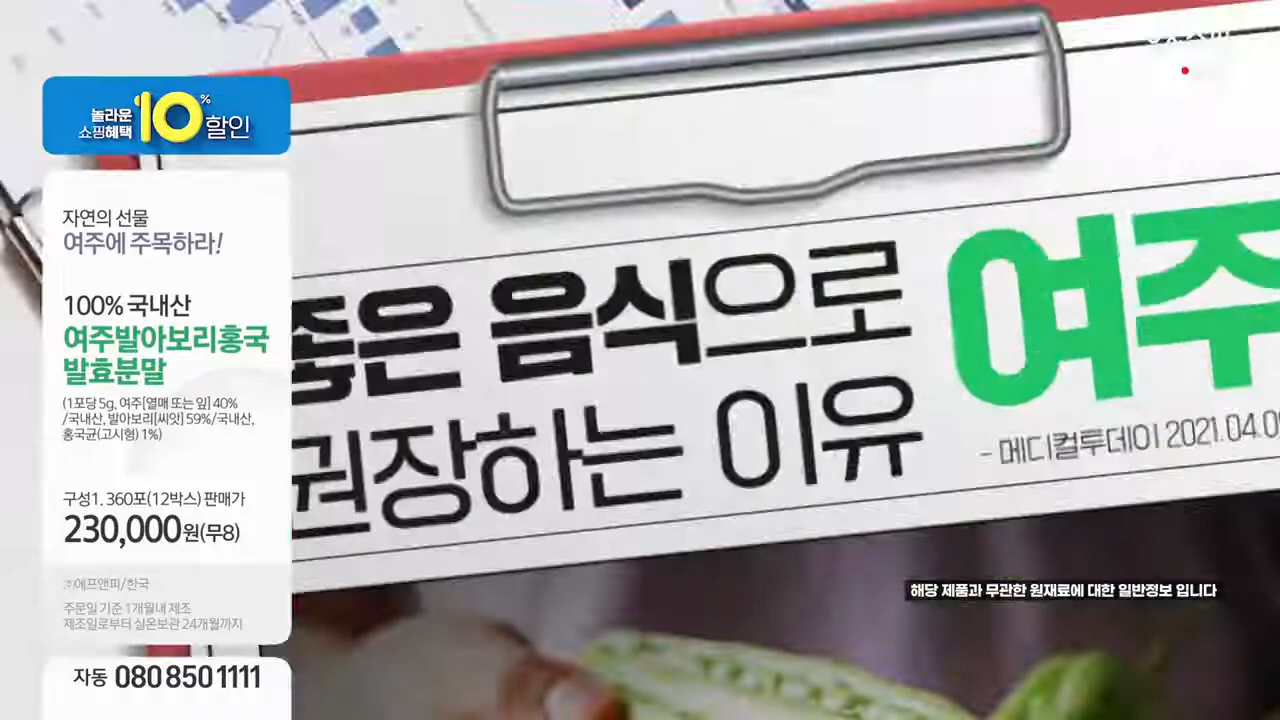 놀라운
쇼핑혜택
10% 할인
자연의 선물
여주에 주목하라!
100% 국내산
여주발아보리홍국
발효분말
(1포당 5g, 여주[열매 또는 잎] 40%
/국내산, 발아보리[씨앗] 59%/국내산,
홍국균(고시형) 1%)
구성1. 360포(12박스) 판매가
230,000원(무8)
㈜에프앤피/한국
주문일 기준 1개월내 제조
제조일로부터 실온보관 24개월까지
자동 080 850 1111
좋은 음식으로 여주
권장하는 이유
- 메디컬투데이 2021.04.0
해당 제품과 무관한 원재료에 대한 일반정보 입니다